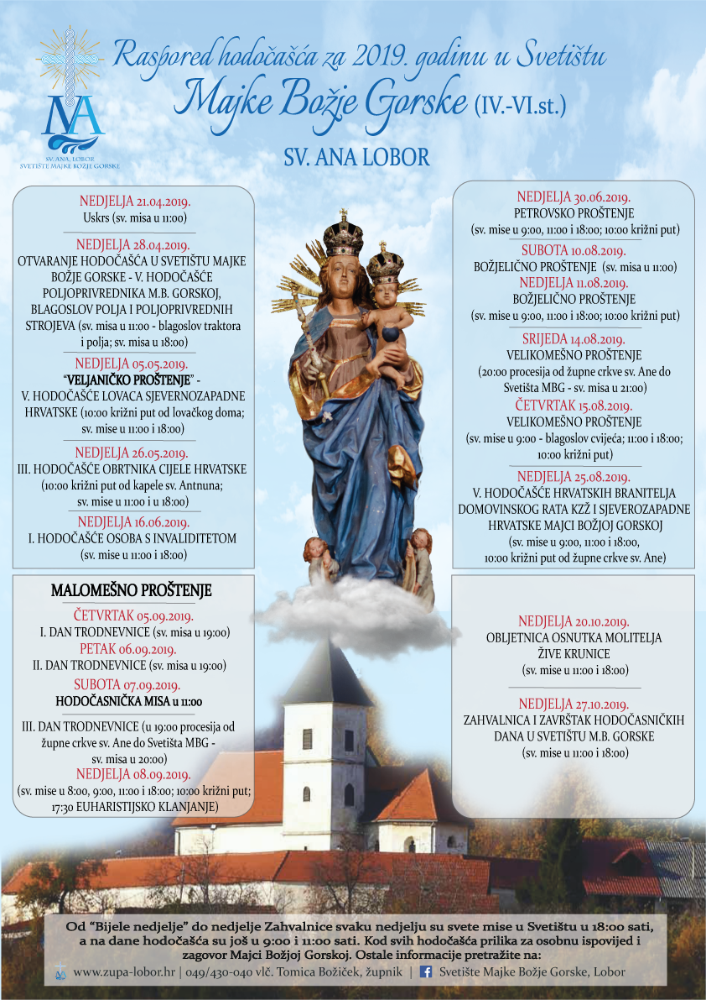 Raspored hodočašća za 2019. godinu u Svetištu
Majke Božje Gorske (IV.-VI.st.)
SV. ANA LOBOR
NA
SV. ANA, LOBOR
SVETIŠTE MAJKE BOŽJE GORSKE
NEDJELJA 21.04.2019.
Uskrs (sv. misa u 11:00)
NEDJELJA 28.04.2019.
OTVARANJE HODOČAŠĆA U SVETIŠTU MAJKE
BOŽJE GORSKE - V. HODOČAŠĆE
POLJOPRIVREDNIKA M.B. GORSKOJ,
BLAGOSLOV POLJA I POLJOPRIVREDNIH
STROJEVA (sv. misa u 11:00 - blagoslov traktora
i polja; sv. misa u 18:00)
NEDJELJA 05.05.2019.
“VELJANIČKO PROŠTENJE” -
V. HODOČAŠĆE LOVACA SJEVERNOZAPADNE
HRVATSKE (10:00 križni put od lovačkog doma;
sv. mise u 11:00 i 18:00)
NEDJELJA 26.05.2019.
III. HODOČAŠĆE OBRTNIKA CIJELE HRVATSKE
(10:00 križni put od kapele sv. Antnuna;
sv. mise u 11:00 i u 18:00)
NEDJELJA 16.06.2019.
I. HODOČAŠĆE OSOBA S INVALIDITETOM
(sv. mise u 11:00 i 18:00)
MALOMEŠNO PROŠTENJE
ČETVRTAK 05.09.2019.
I. DAN TRODNEVNICE (sv. misa u 19:00)
PETAK 06.09.2019.
II. DAN TRODNEVNICE (sv. misa u 19:00)
SUBOTA 07.09.2019.
HODOČASNIČKA MISA u 11:00
III. DAN TRODNEVNICE (u 19:00 procesija od
župne crkve sv. Ane do Svetišta MBG -
sv. misa u 20:00)
NEDJELJA 08.09.2019.
(sv. mise u 8:00, 9:00, 11:00 i 18:00; 10:00 križni put;
17:30 EUHARISTIJSKO KLANJANJE)
NEDJELJA 30.06.2019.
PETROVSKO PROŠTENJE
(sv. mise u 9:00, 11:00 i 18:00; 10:00 križni put)
SUBOTA 10.08.2019.
BOŽJELIČNO PROŠTENJE (sv. misa u 11:00)
NEDJELJA 11.08.2019.
BOŽJELIČNO PROŠTENJE
(sv. mise u 9:00, 11:00 i 18:00; 10:00 križni put)
SRIJEDA 14.08.2019.
VELIKOMEŠNO PROŠTENJE
(20:00 procesija od župne crkve sv. Ane do
Svetišta MBG - sv. misa u 21:00)
ČETVRTAK 15.08.2019.
VELIKOMEŠNO PROŠTENJE
(sv. mise u 9:00 - blagoslov cvijeća; 11:00 i 18:00;
10:00 križni put)
NEDJELJA 25.08.2019.
V. HODOČAŠĆE HRVATSKIH BRANITELJA
DOMOVINSKOG RATA KZŽ I SJEVEROZAPADNE
HRVATSKE MAJCI BOŽJOJ GORSKOJ
(sv. mise u 9:00, 11:00 i 18:00,
10:00 križni put od župne crkve sv. Ane)
NEDJELJA 20.10.2019.
OBLJETNICA OSNUTKA MOLITELJA
ŽIVE KRUNICE
(sv. mise u 11:00 i 18:00)
NEDJELJA 27.10.2019.
ZAHVALNICA I ZAVRŠTAK HODOČASNIČKIH
DANA U SVETIŠTU M.B. GORSKE
(sv. mise u 11:00 i 18:00)
Od “Bijele nedjelje” do nedjelje Zahvalnice svaku nedjelju su svete mise u Svetištu u 18:00 sati,
a na dane hodočašća su još u 9:00 i 11:00 sati. Kod svih hodočašća prilika za osobnu ispovijed i
zagovor Majci Božjoj Gorskoj. Ostale informacije pretražite na:
www.zupa-lobor.hr | 049/430-040 vlč. Tomica Božiček, župnik | f Svetište Majke Božje Gorske, Lobor